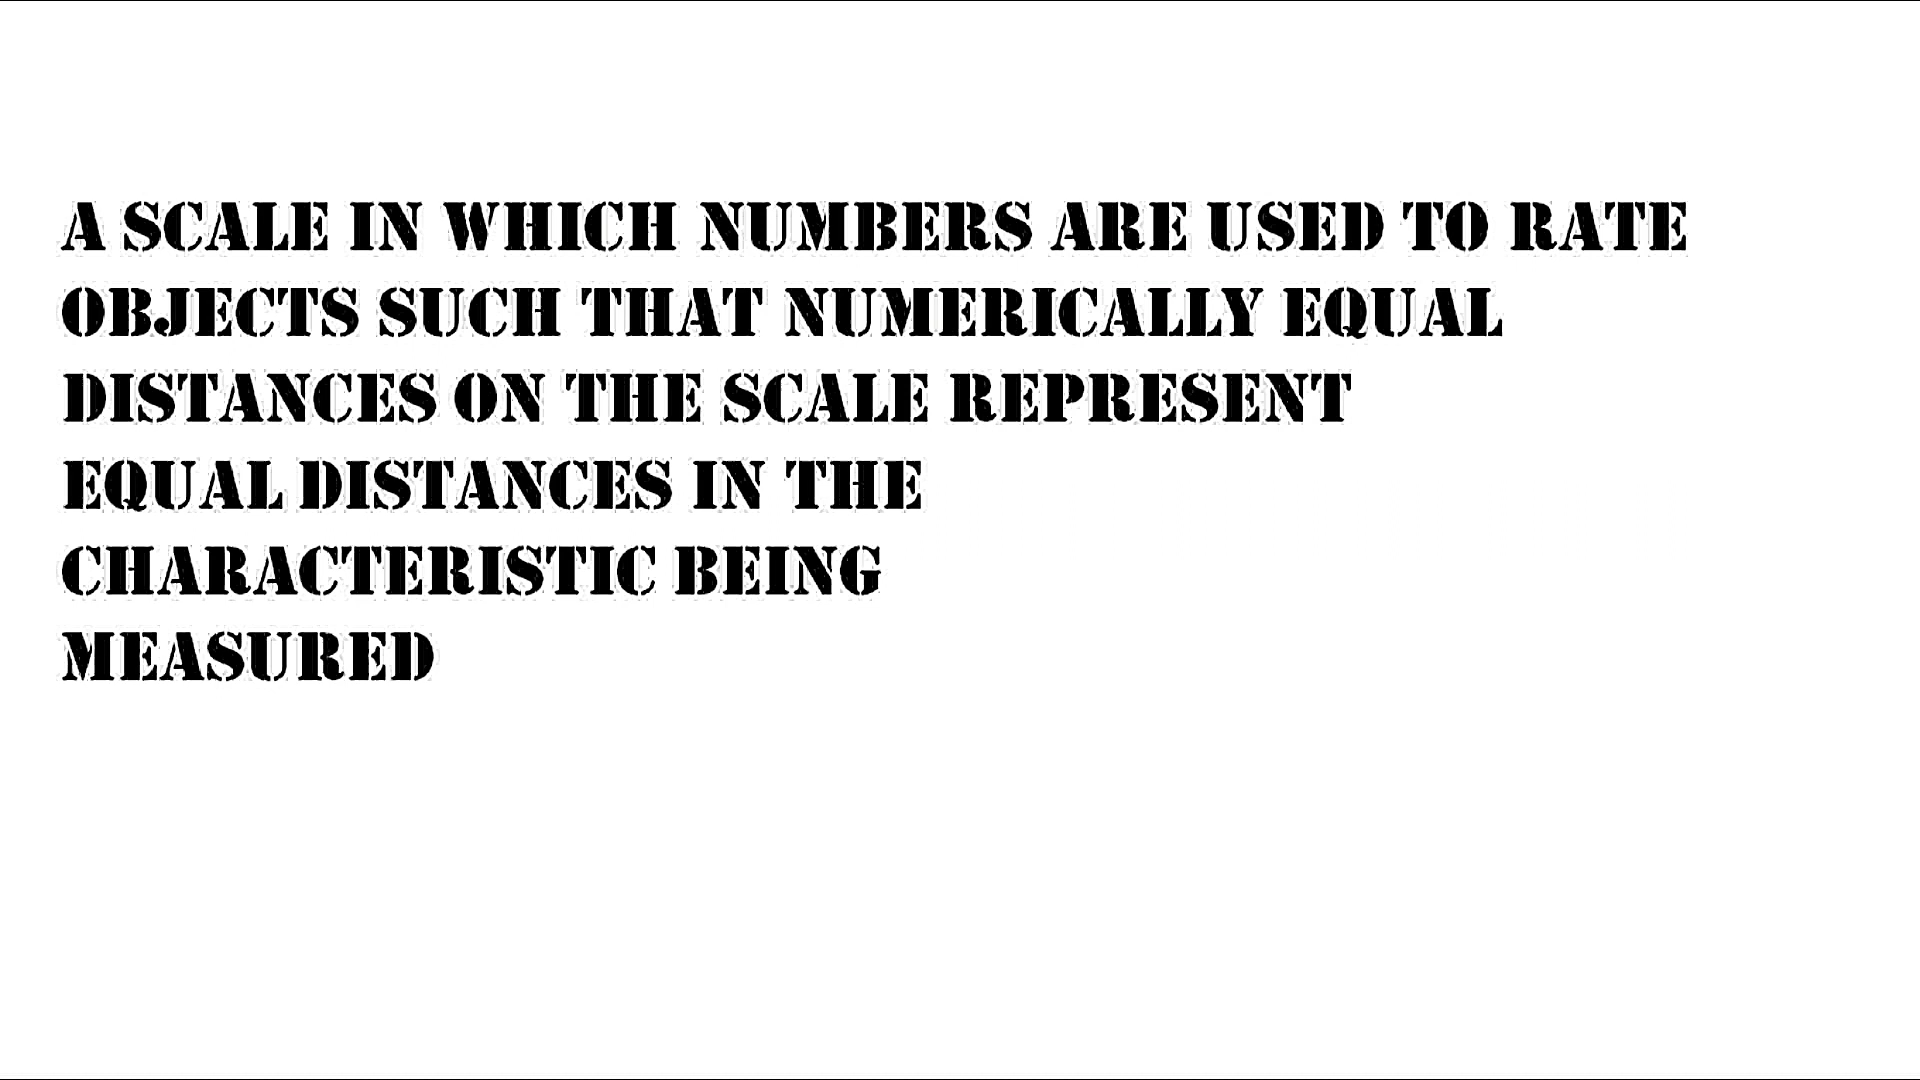 A SCALE IN WHICH NUMBERS ARE USED TO RATE
OBJECTS SUCH THAT NUMERICALLY EQUAL
DISTANCES ON THE SCALE REPRESENT
EQUAL DISTANCES IN THE
CHARACTERISTIC BEING
MEASURED